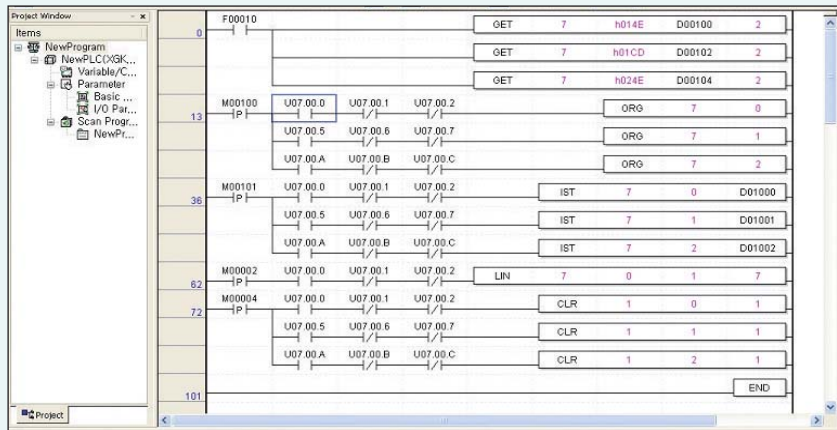 Project Window
Items
NewProgram
NewPLC(XGK,...
Variable/C...
Parameter
Basic ...
I/O Par...
Scan Progr...
NewPr...
Project
F00010
0
GET 7 h014E D00100 2
GET 7 h01CD D00102 2
GET 7 h024E D00104 2
M00100 U07.00.0 U07.00.1 U07.00.2
13 P ORG 7 0
U07.00.5 U07.00.6 U07.00.7
ORG 7 1
U07.00.A U07.00.B U07.00.C
ORG 7 2
M00101 U07.00.0 U07.00.1 U07.00.2
36 P IST 7 0 D01000
U07.00.5 U07.00.6 U07.00.7
IST 7 1 D01001
U07.00.A U07.00.B U07.00.C
IST 7 2 D01002
M00002 U07.00.0 U07.00.1 U07.00.2
62 P LIN 7 0 1 7
M00004 U07.00.0 U07.00.1 U07.00.2
72 P CLR 1 0 1
U07.00.5 U07.00.6 U07.00.7
CLR 1 1 1
U07.00.A U07.00.B U07.00.C
CLR 1 2 1
101 END